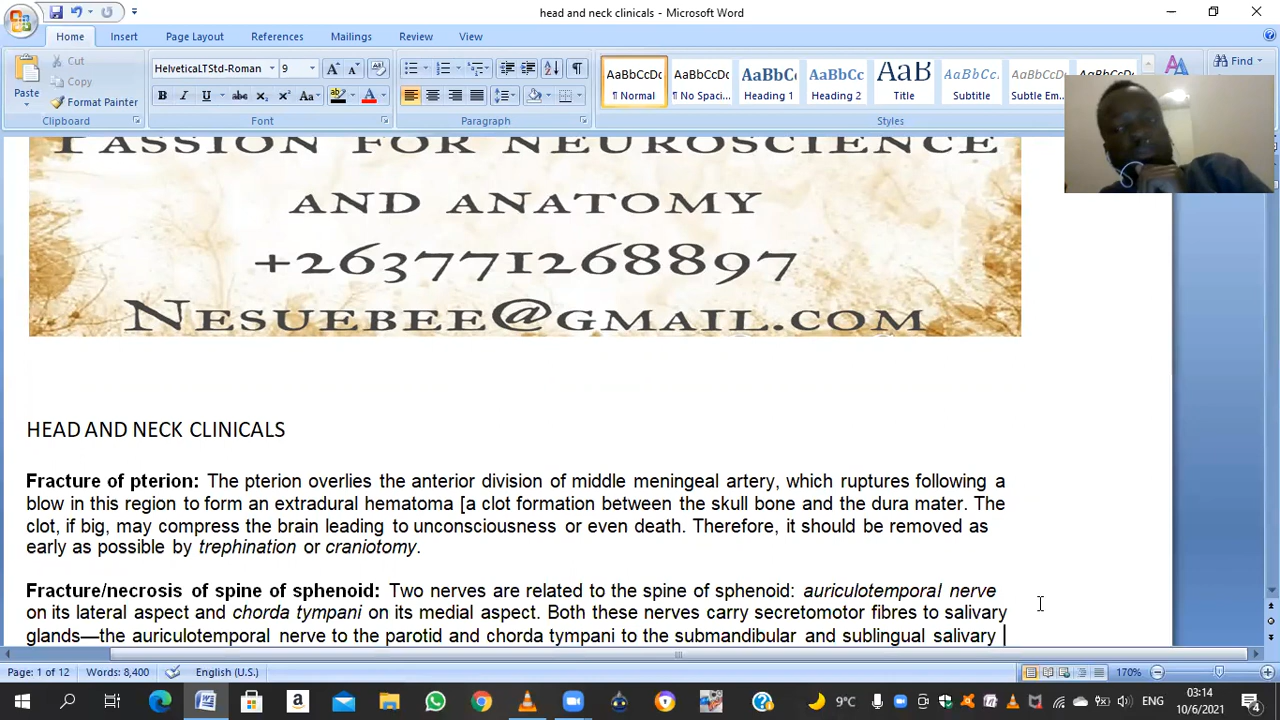 head and neck clinicals - Microsoft Word
Home Insert Page Layout References Mailings Review View
Cut
Copy
Format Painter
Paste
Clipboard
HelveticaLTStd-Roman 9
Font
Paragraph
AaBbCcDc AaBbCcDc AaBbCc AaBbCc AaB AaBbCc. AaBbCcDc AaBbCcDc
¶ Normal ¶ No Spaci... Heading 1 Heading 2 Title Subtitle Subtle Em...
Styles
Find
PASSION FOR NEUROSCIENCE
AND ANATOMY
+263771268897
NESUEBEE@GMAIL.COM
HEAD AND NECK CLINICALS
Fracture of pterion: The pterion overlies the anterior division of middle meningeal artery, which ruptures following a
blow in this region to form an extradural hematoma [a clot formation between the skull bone and the dura mater. The
clot, if big, may compress the brain leading to unconsciousness or even death. Therefore, it should be removed as
early as possible by trephination or craniotomy.
Fracture/necrosis of spine of sphenoid: Two nerves are related to the spine of sphenoid: auriculotemporal nerve
on its lateral aspect and chorda tympani on its medial aspect. Both these nerves carry secretomotor fibres to salivary
glands—the auriculotemporal nerve to the parotid and chorda tympani to the submandibular and sublingual salivary
Page: 1 of 12 Words: 8,400 English (U.S.) 170%
9°C ENG 03:14
10/6/2021